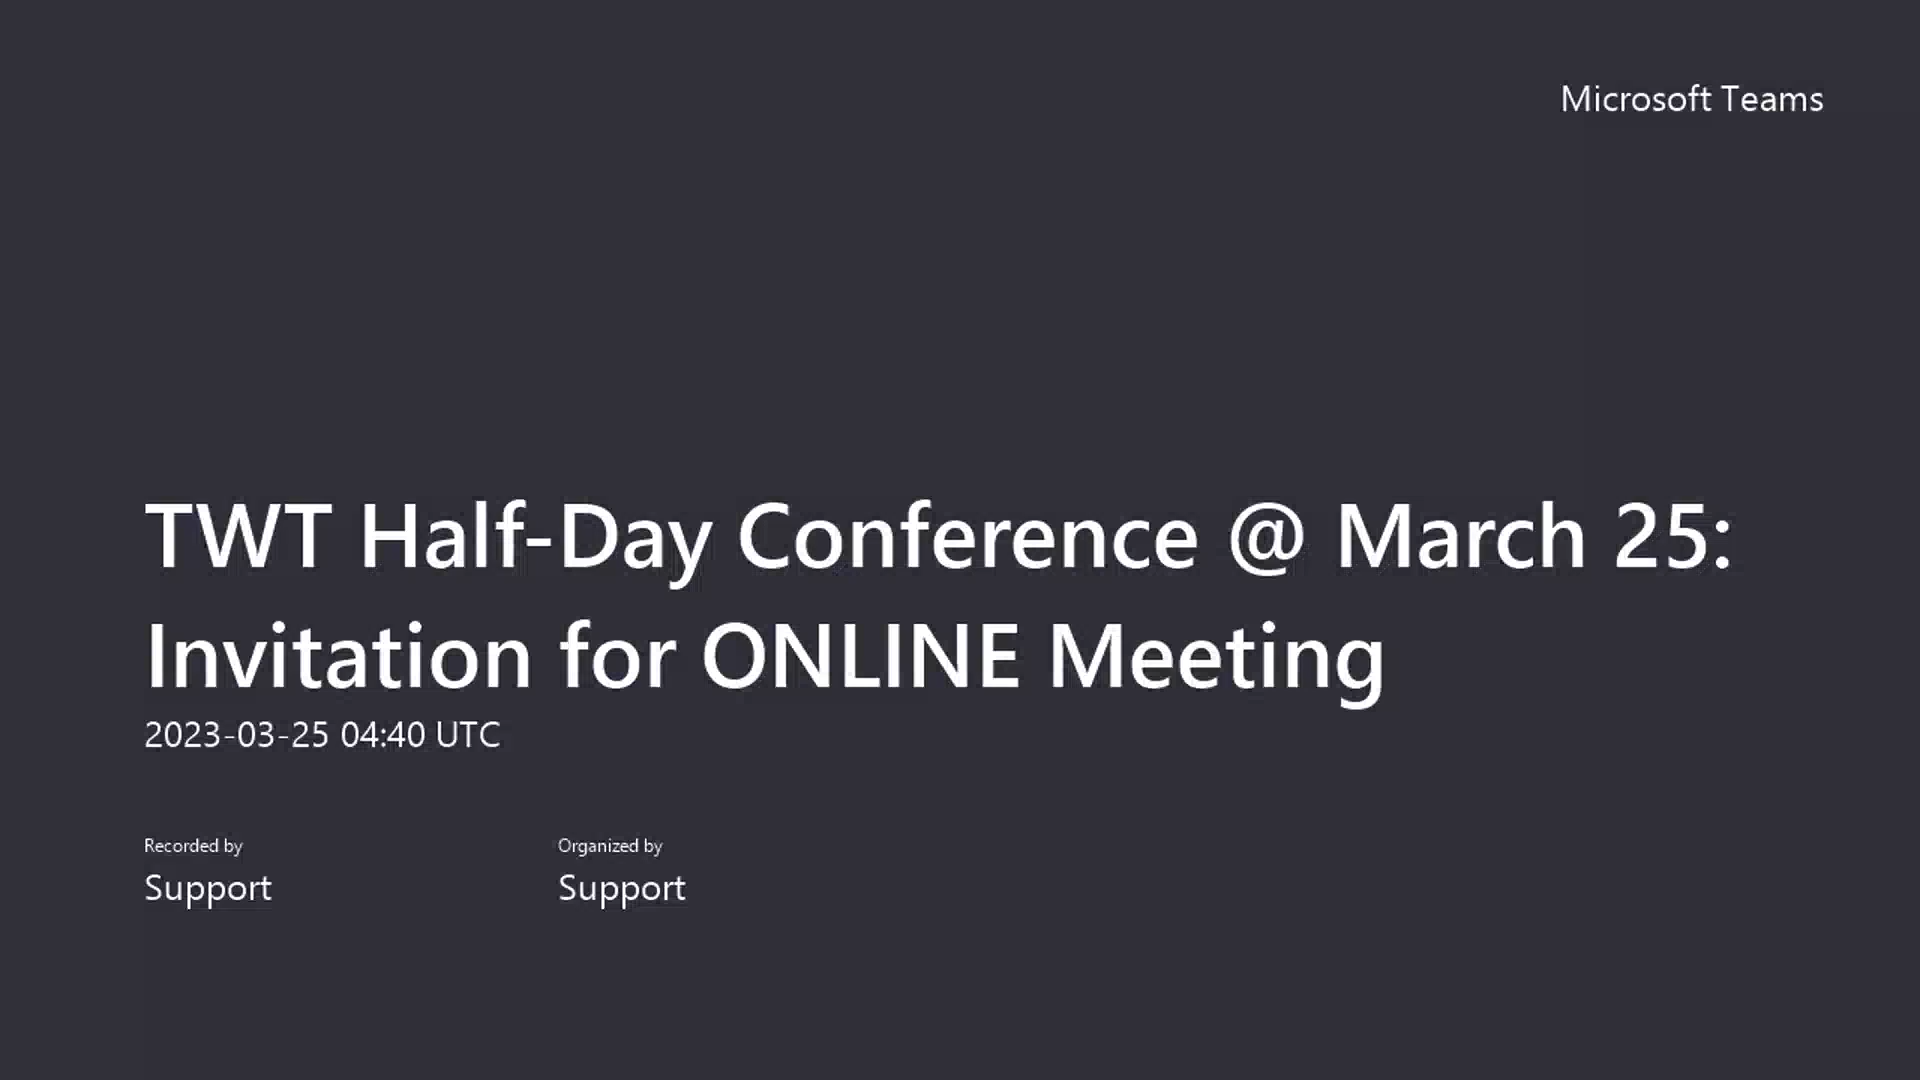 Microsoft Teams
TWT Half-Day Conference @ March 25:
Invitation for ONLINE Meeting
2023-03-25 04:40 UTC
Recorded by
Support
Organized by
Support